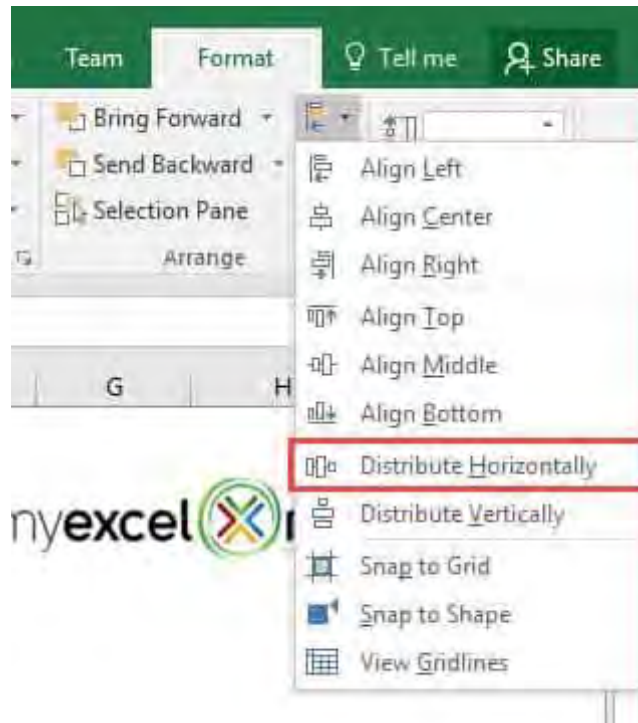 Team Format Tell me Share
Bring Forward
Send Backward
Selection Pane
Arrange
Align Left
Align Center
Align Right
Align Top
Align Middle
Align Bottom
Distribute Horizontally
Distribute Vertically
Snap to Grid
Snap to Shape
View Gridlines
G H
myexcel